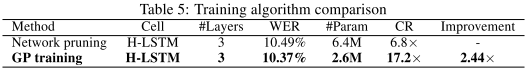 Table 5: Training algorithm comparison
Method Cell #Layers WER #Param CR Improvement
Network pruning H-LSTM 3 10.49% 6.4M 6.8× -
GP training H-LSTM 3 10.37% 2.6M 17.2× 2.44×